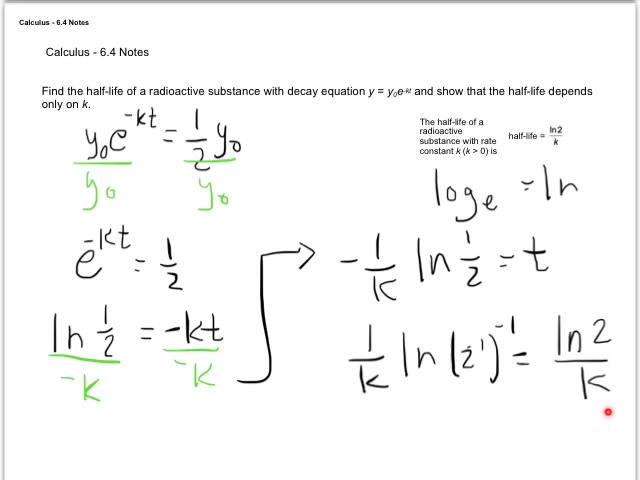 Calculus - 6.4 Notes
Calculus - 6.4 Notes
Find the half-life of a radioactive substance with decay equation y = y₀e⁻ᵏᵗ and show that the half-life depends
only on k.
The half-life of a
radioactive
substance with rate
constant k (k > 0) is
half-life = ln2/k
y₀e^-kt = 1/2 y₀
y₀ y₀
log_e = ln
e^-kt = 1/2
-1/k ln 1/2 = t
ln 1/2 = -kt
-k -k
1/k ln (2^1)^-1 = ln2/k